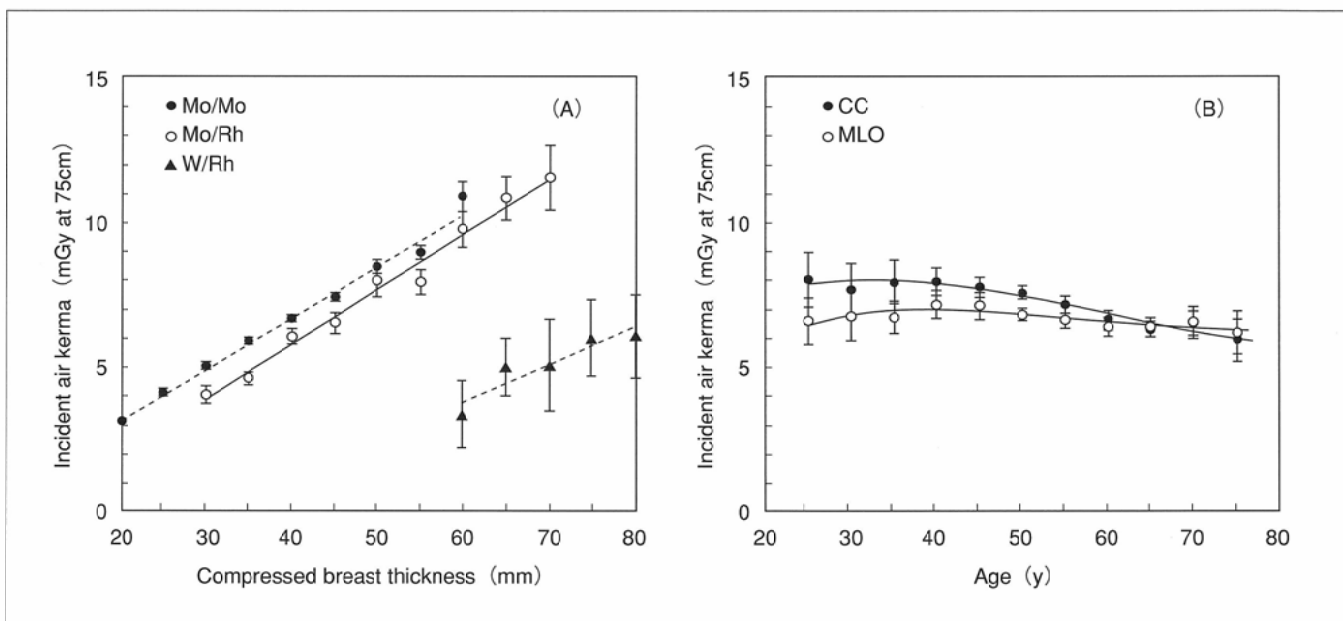 15
10
5
0
Incident air kerma (mGy at 75cm)
Mo/Mo
Mo/Rh
W/Rh
(A)
20 30 40 50 60 70 80
Compressed breast thickness (mm)
15
10
5
0
Incident air kerma (mGy at 75cm)
CC
MLO
(B)
20 30 40 50 60 70 80
Age (y)